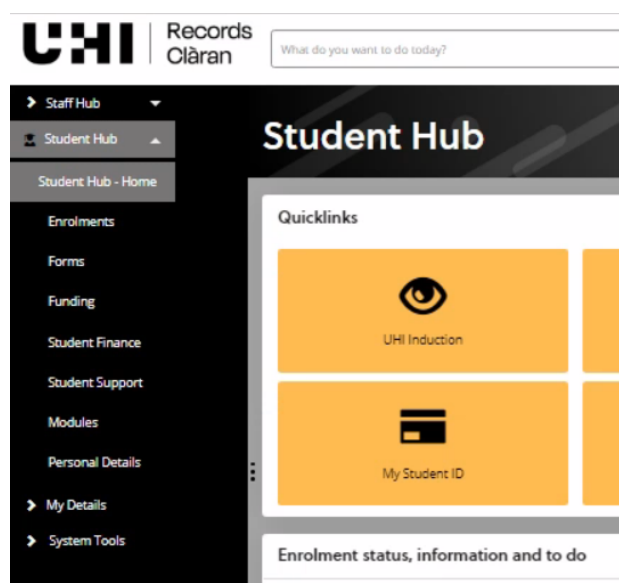 UHI
Records
Clàran
What do you want to do today?
Staff Hub
Student Hub
Student Hub - Home
Enrolments
Forms
Funding
Student Finance
Student Support
Modules
Personal Details
My Details
System Tools
Student Hub
Quicklinks
UHI Induction
My Student ID
Enrolment status, information and to do